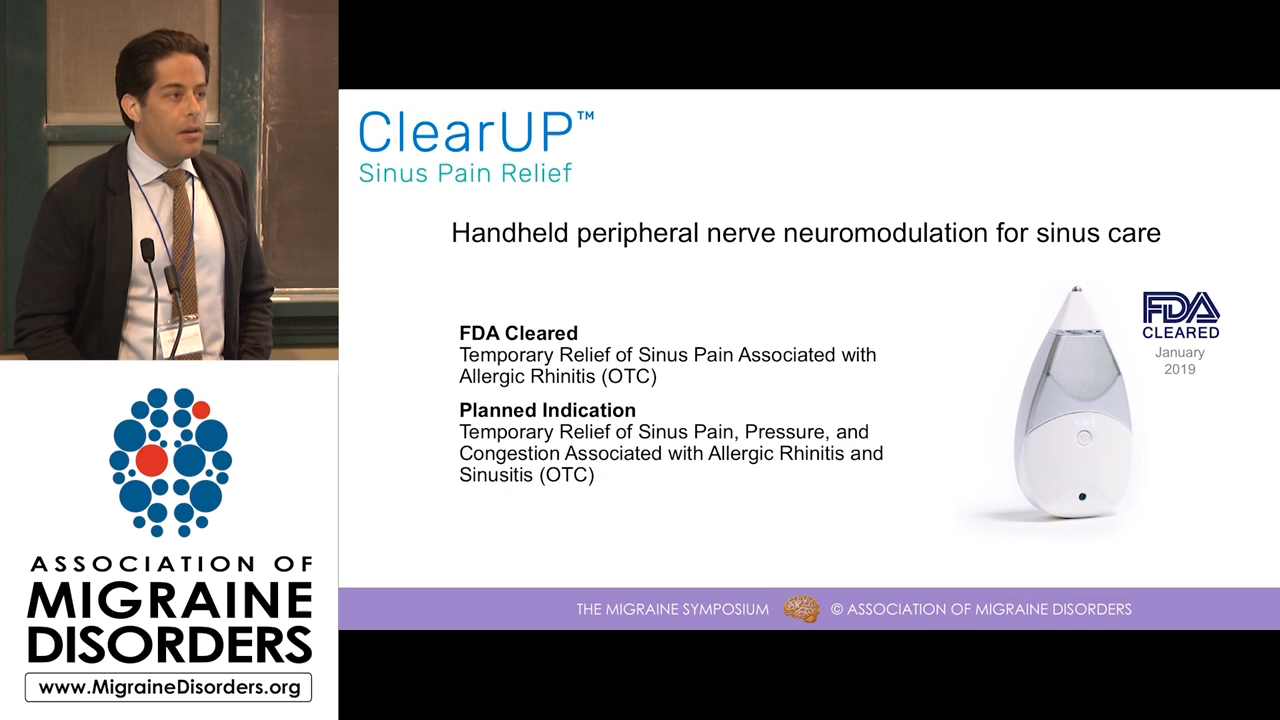 ClearUP™
Sinus Pain Relief
Handheld peripheral nerve neuromodulation for sinus care
FDA Cleared
Temporary Relief of Sinus Pain Associated with
Allergic Rhinitis (OTC)
Planned Indication
Temporary Relief of Sinus Pain, Pressure, and
Congestion Associated with Allergic Rhinitis and
Sinusitis (OTC)
FDA
CLEARED
January
2019
THE MIGRAINE SYMPOSIUM © ASSOCIATION OF MIGRAINE DISORDERS
ASSOCIATION OF
MIGRAINE
DISORDERS
www.MigraineDisorders.org